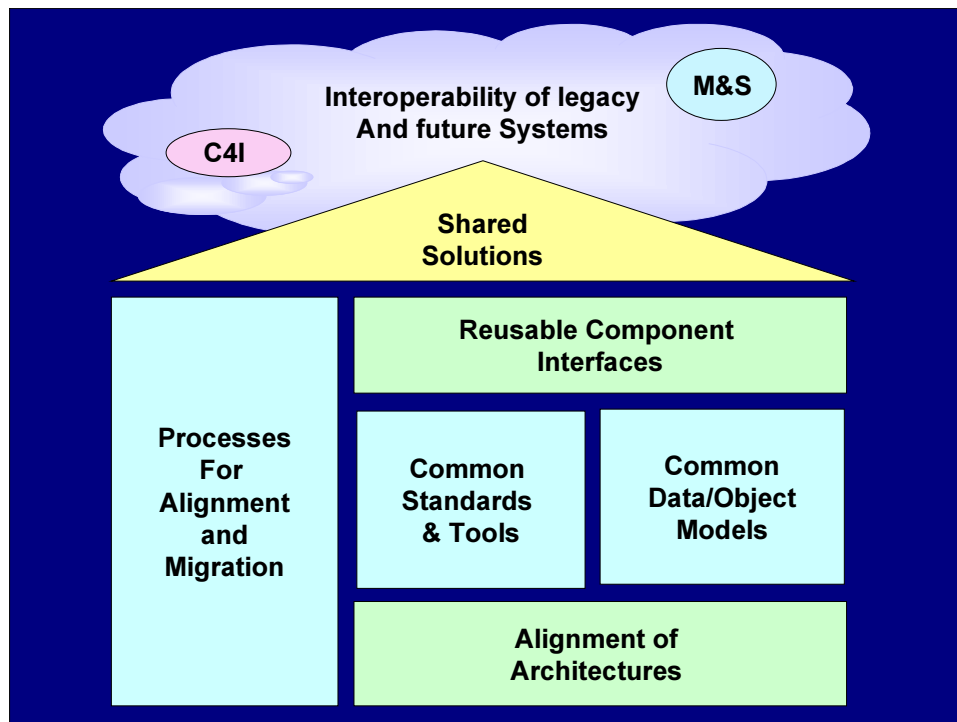 M&S
Interoperability of legacy
And future Systems
C4I
Shared
Solutions
Reusable Component
Interfaces
Processes
For
Alignment
and
Migration
Common
Standards
& Tools
Common
Data/Object
Models
Alignment of
Architectures